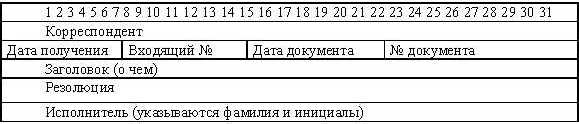 1 2 3 4 5 6 7 8 9 10 11 12 13 14 15 16 17 18 19 20 21 22 23 24 25 26 27 28 29 30 31
Корреспондент
Дата получения Входящий № Дата документа № документа
Заголовок (о чем)
Резолюция
Исполнитель (указываются фамилия и инициалы)